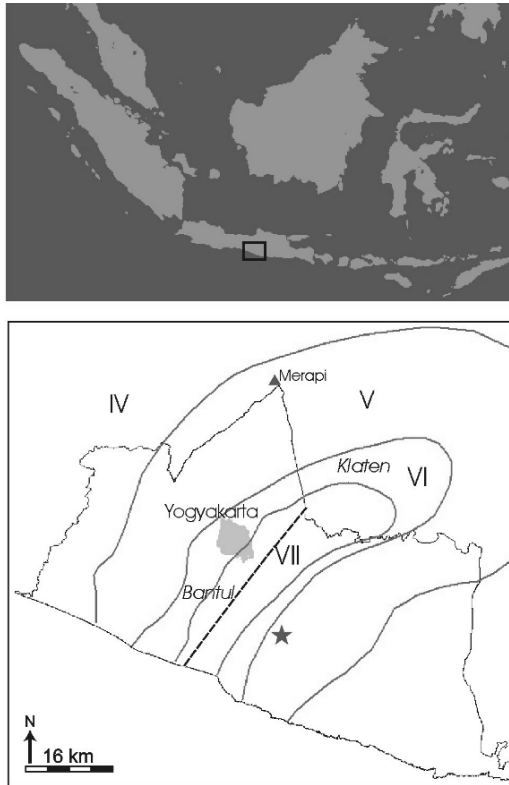 Merapi
IV
V
Klaten
VI
Yogyakarta
VII
Bantul
N
16 km